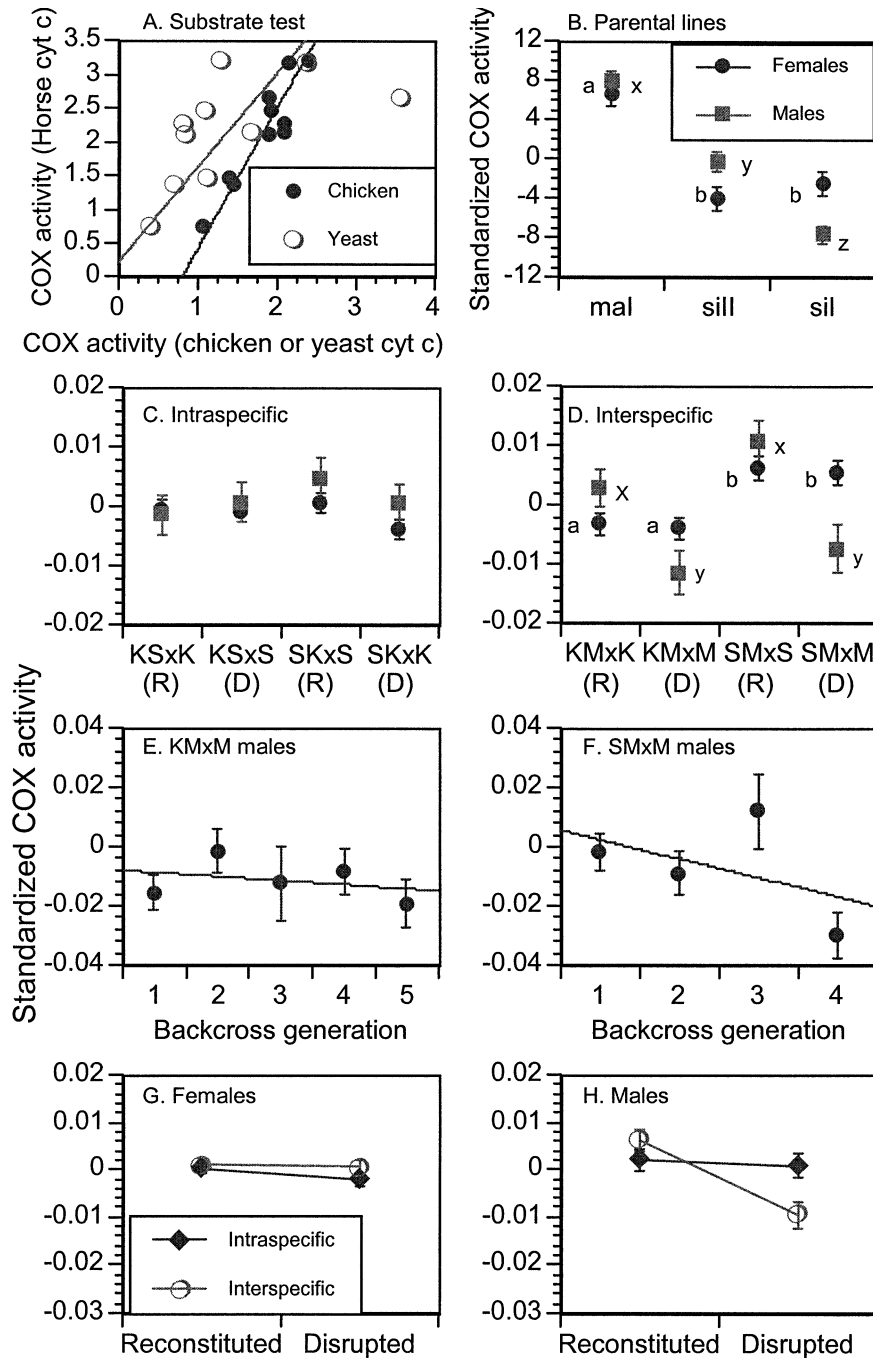 A. Substrate test
3.5
3
2.5
2
1.5
1
0.5
0
COX activity (Horse cyt c)
Chicken
Yeast
0 1 2 3 4
COX activity (chicken or yeast cyt c)
B. Parental lines
12
8
4
0
-4
-8
-12
Standardized COX activity
Females
Males
a x
y
b
b
z
mal siII sil
C. Intraspecific
0.02
0.01
0
-0.01
-0.02
KSxK KSxS SKxS SKxK
(R) (D) (R) (D)
D. Interspecific
0.02
0.01
0
-0.01
-0.02
a X
a y
b x
b y
KMxK KMxM SMxS SMxM
(R) (D) (R) (D)
Standardized COX activity
E. KMxM males
0.04
0.02
0
-0.02
-0.04
1 2 3 4 5
Backcross generation
F. SMxM males
0.04
0.02
0
-0.02
-0.04
1 2 3 4
Backcross generation
G. Females
0.02
0.01
0
-0.01
-0.02
-0.03
Intraspecific
Interspecific
Reconstituted Disrupted
H. Males
0.02
0.01
0
-0.01
-0.02
-0.03
Reconstituted Disrupted